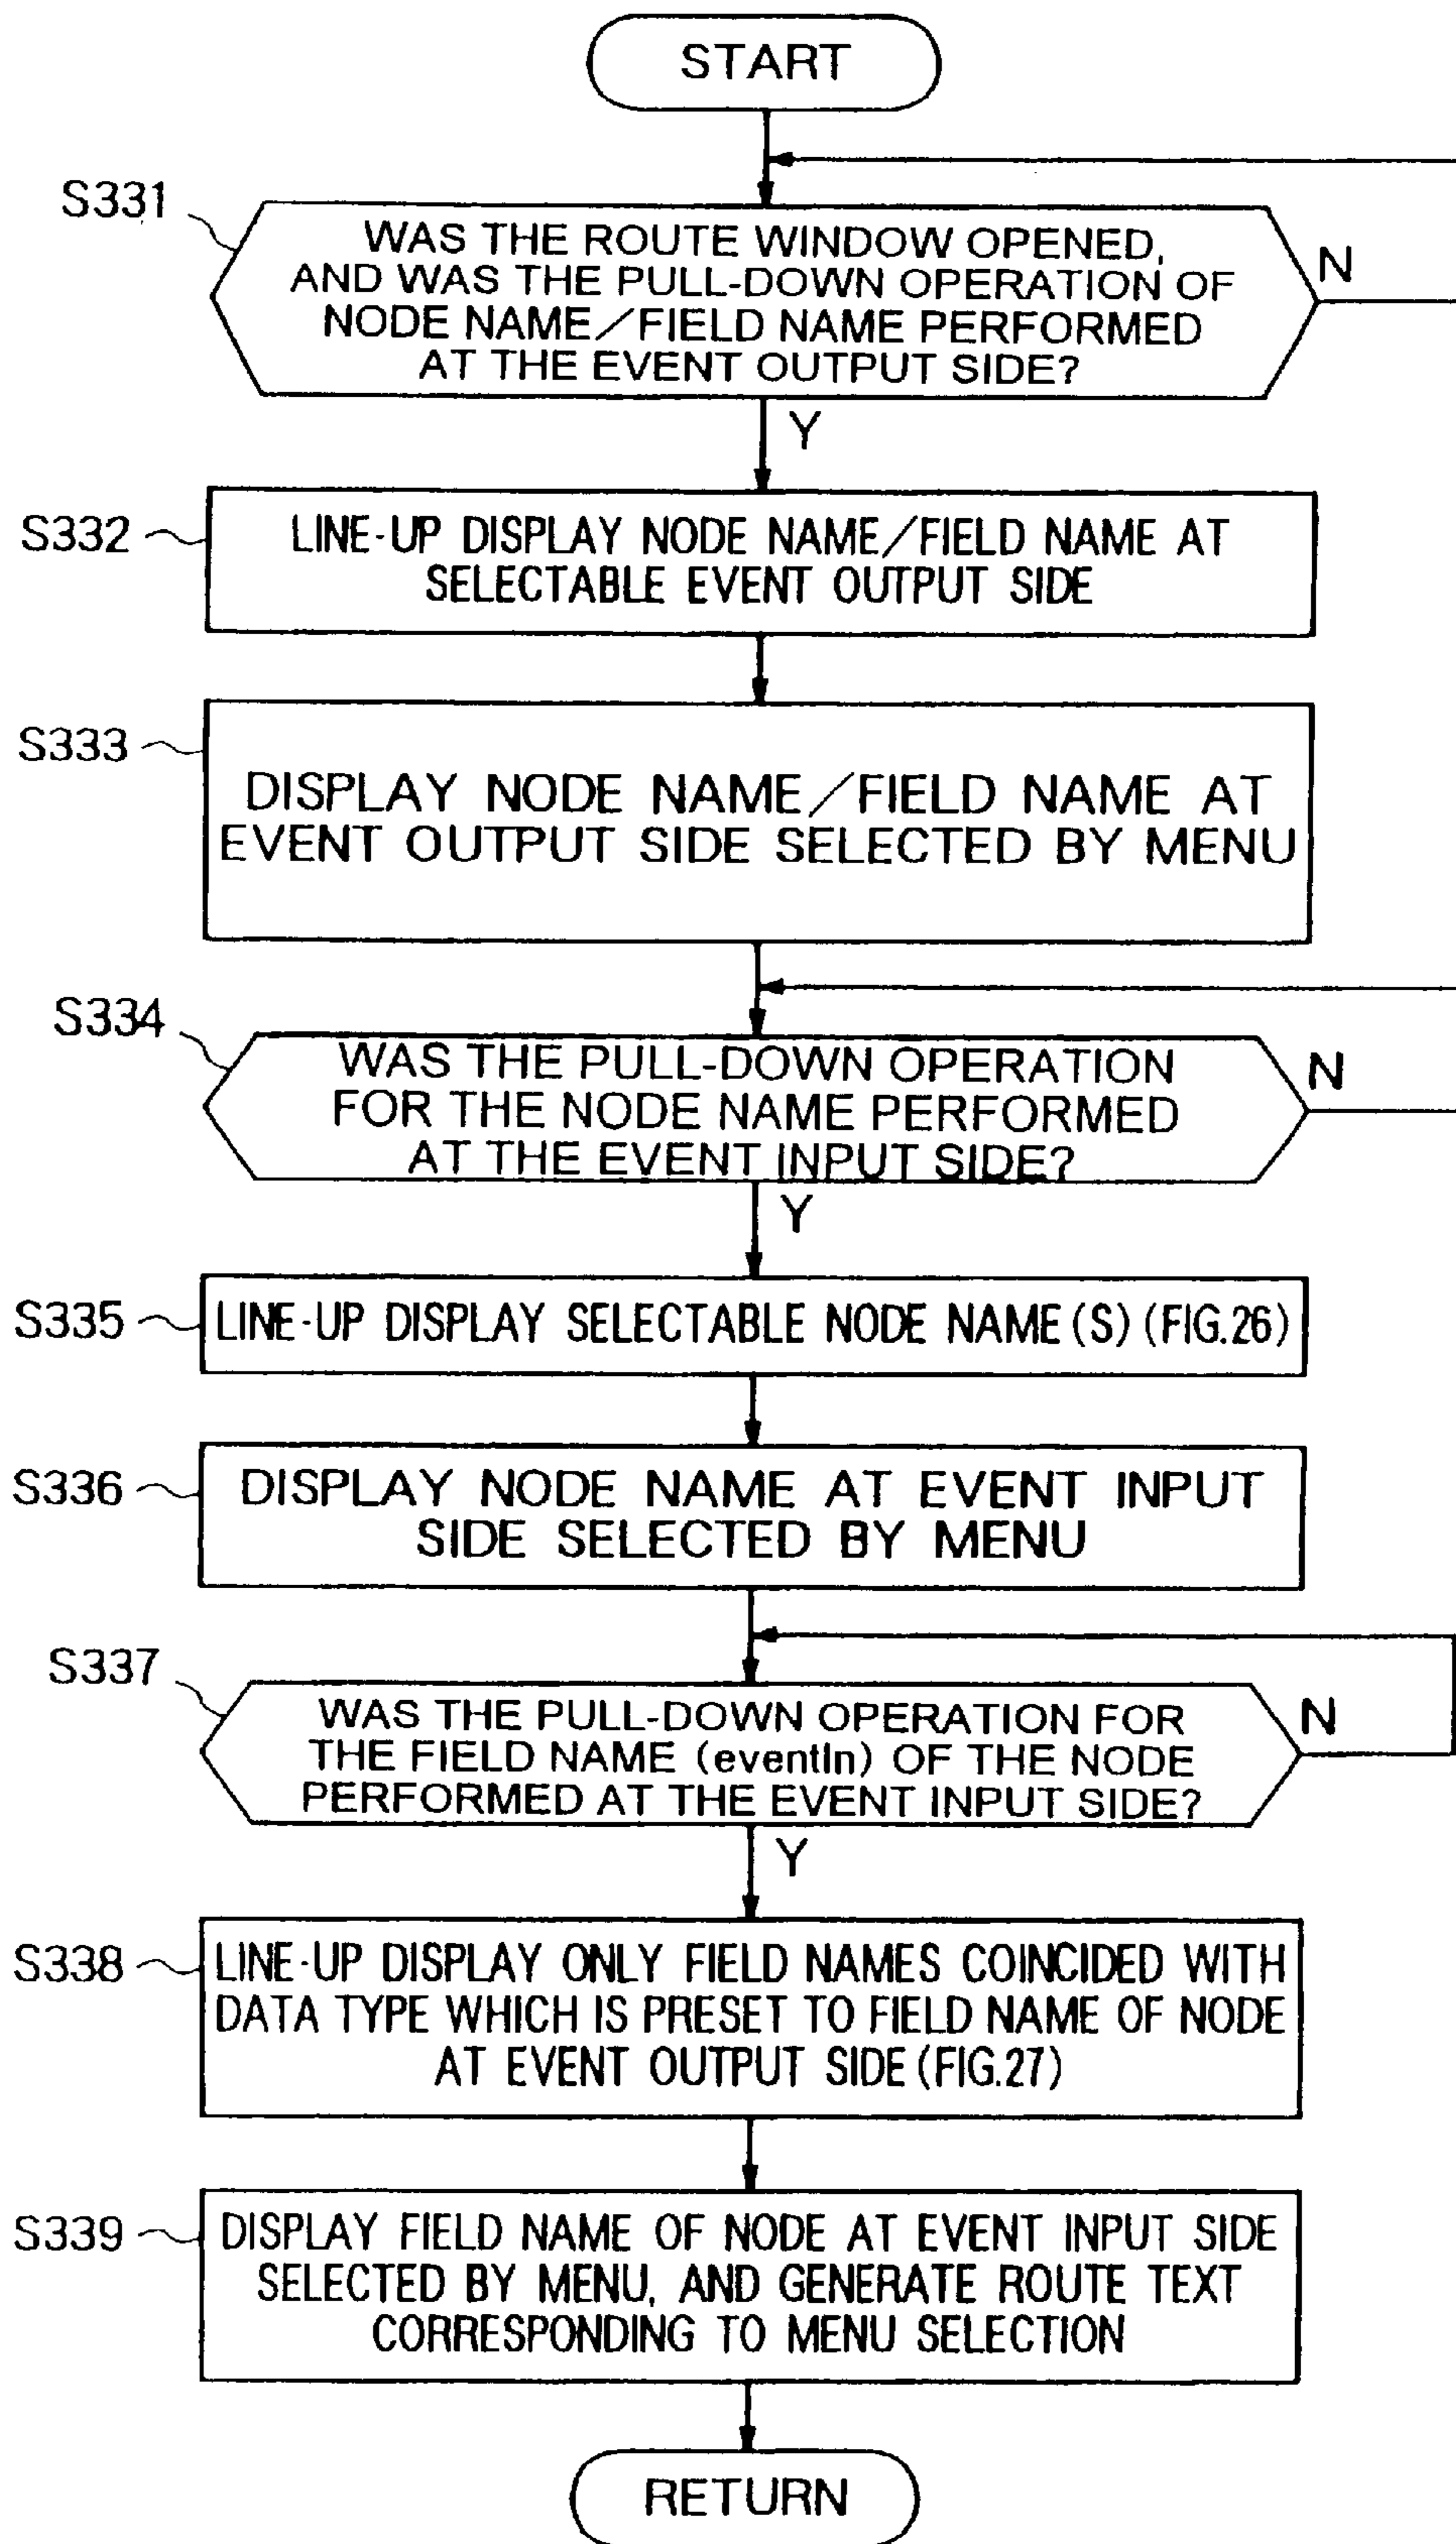 START
S331
WAS THE ROUTE WINDOW OPENED,
AND WAS THE PULL-DOWN OPERATION OF
NODE NAME/FIELD NAME PERFORMED
AT THE EVENT OUTPUT SIDE?
N
Y
S332
LINE-UP DISPLAY NODE NAME/FIELD NAME AT
SELECTABLE EVENT OUTPUT SIDE
S333
DISPLAY NODE NAME/FIELD NAME AT
EVENT OUTPUT SIDE SELECTED BY MENU
S334
WAS THE PULL-DOWN OPERATION
FOR THE NODE NAME PERFORMED
AT THE EVENT INPUT SIDE?
N
Y
S335
LINE-UP DISPLAY SELECTABLE NODE NAME(S) (FIG.26)
S336
DISPLAY NODE NAME AT EVENT INPUT
SIDE SELECTED BY MENU
S337
WAS THE PULL-DOWN OPERATION FOR
THE FIELD NAME (eventIn) OF THE NODE
PERFORMED AT THE EVENT INPUT SIDE?
N
Y
S338
LINE-UP DISPLAY ONLY FIELD NAMES COINCIDED WITH
DATA TYPE WHICH IS PRESET TO FIELD NAME OF NODE
AT EVENT OUTPUT SIDE (FIG.27)
S339
DISPLAY FIELD NAME OF NODE AT EVENT INPUT SIDE
SELECTED BY MENU, AND GENERATE ROUTE TEXT
CORRESPONDING TO MENU SELECTION
RETURN